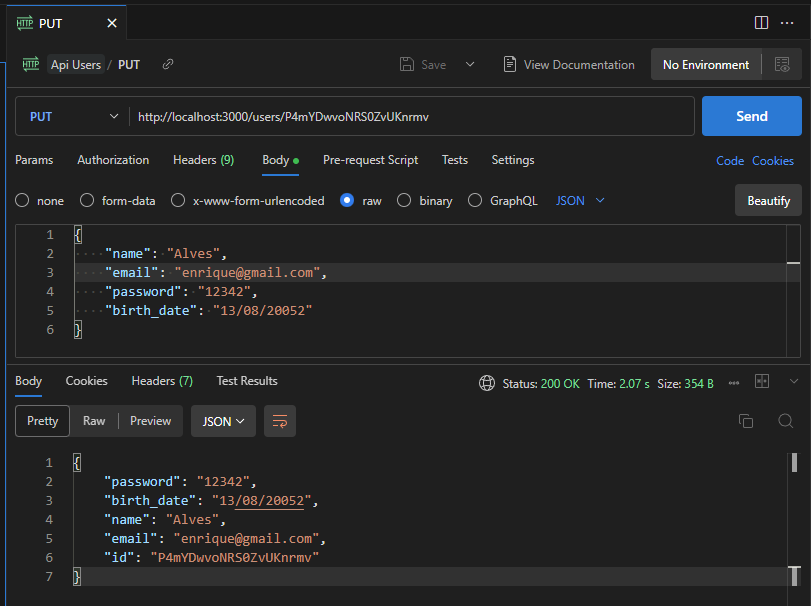 HTTP PUT
HTTP Api Users / PUT Save View Documentation No Environment
PUT http://localhost:3000/users/P4mYDwvoNRS0ZvUKnrmv Send
Params Authorization Headers (9) Body Pre-request Script Tests Settings Code Cookies
none form-data x-www-form-urlencoded raw binary GraphQL JSON Beautify
1 {
2 "name": "Alves",
3 "email": "enrique@gmail.com",
4 "password": "12342",
5 "birth_date": "13/08/20052"
6 }
Body Cookies Headers (7) Test Results Status: 200 OK Time: 2.07 s Size: 354 B
Pretty Raw Preview JSON
1 {
2 "password": "12342",
3 "birth_date": "13/08/20052",
4 "name": "Alves",
5 "email": "enrique@gmail.com",
6 "id": "P4mYDwvoNRS0ZvUKnrmv"
7 }